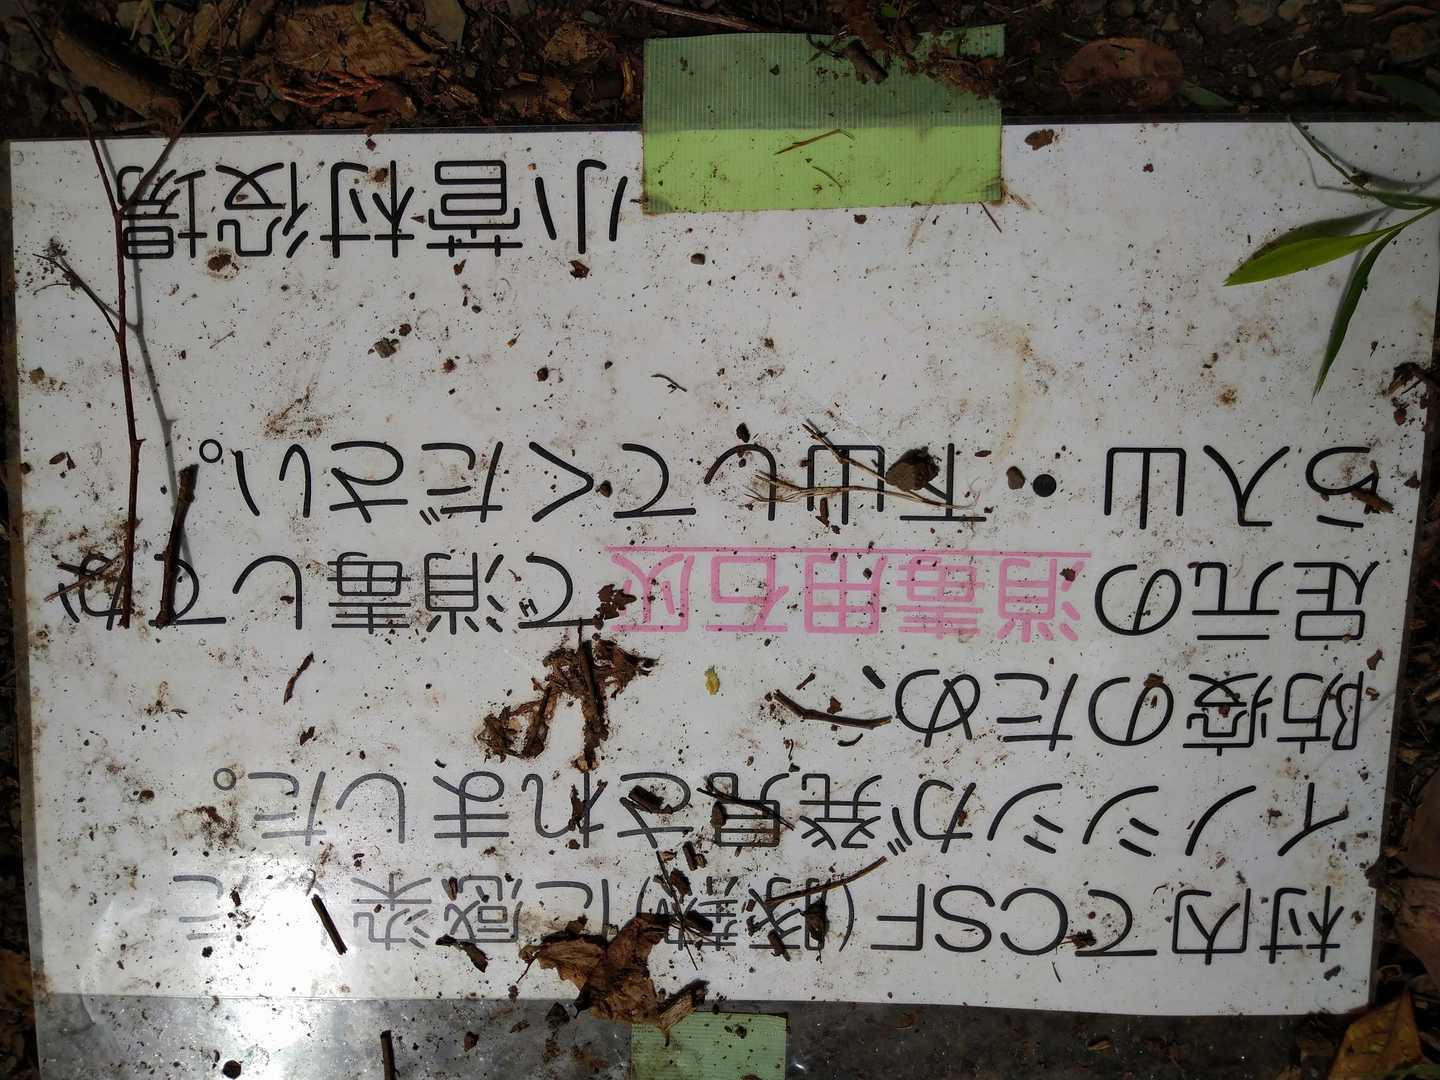 村内でCSF(豚熱)に感染した
イノシシが発見されました。
防疫のため、
足元の消毒用石灰で消毒してか
ら入山・下山してください。
小菅村役場